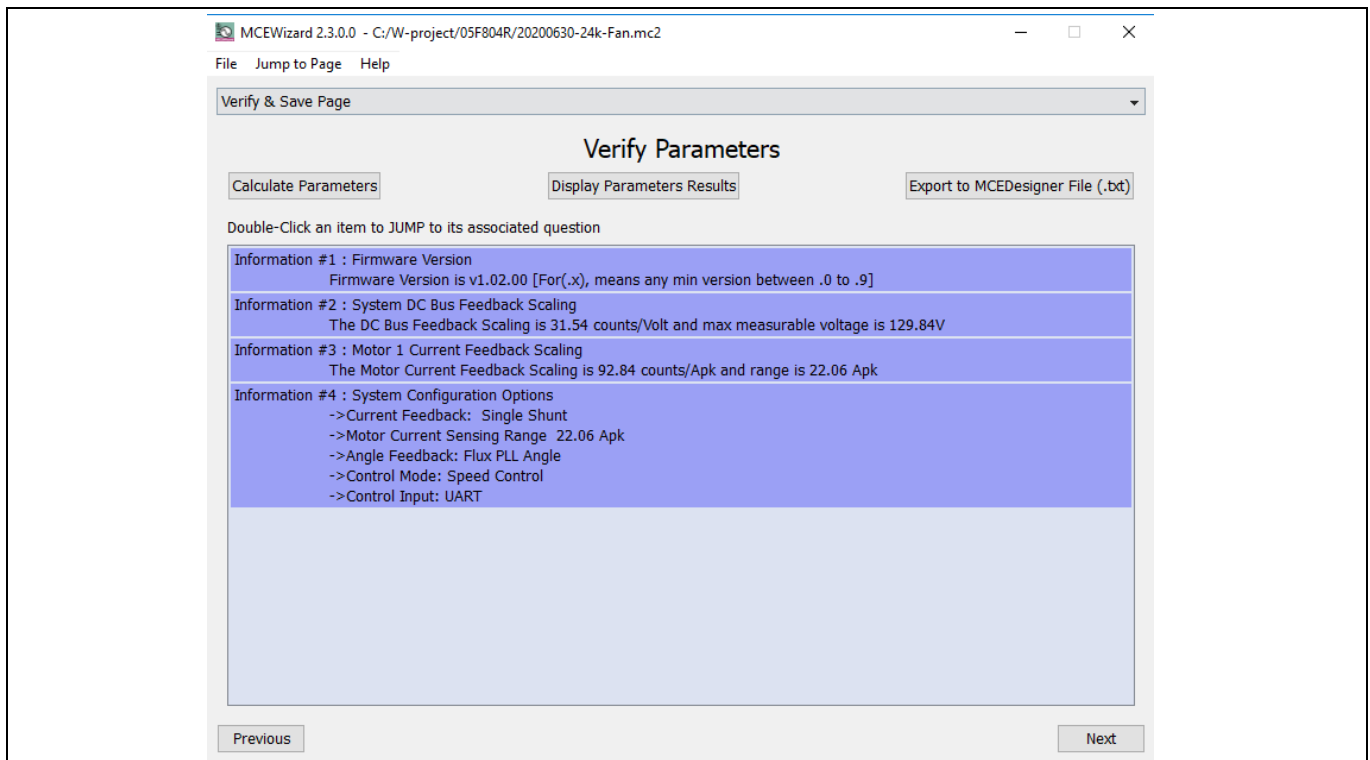 MCEWizard 2.3.0.0 - C:/W-project/05F804R/20200630-24k-Fan.mc2
File Jump to Page Help
Verify & Save Page
Verify Parameters
Calculate Parameters Display Parameters Results Export to MCEDesigner File (.txt)
Double-Click an item to JUMP to its associated question
Information #1 : Firmware Version
Firmware Version is v1.02.00 [For(.x), means any min version between .0 to .9]
Information #2 : System DC Bus Feedback Scaling
The DC Bus Feedback Scaling is 31.54 counts/Volt and max measurable voltage is 129.84V
Information #3 : Motor 1 Current Feedback Scaling
The Motor Current Feedback Scaling is 92.84 counts/Apk and range is 22.06 Apk
Information #4 : System Configuration Options
->Current Feedback: Single Shunt
->Motor Current Sensing Range 22.06 Apk
->Angle Feedback: Flux PLL Angle
->Control Mode: Speed Control
->Control Input: UART
Previous Next